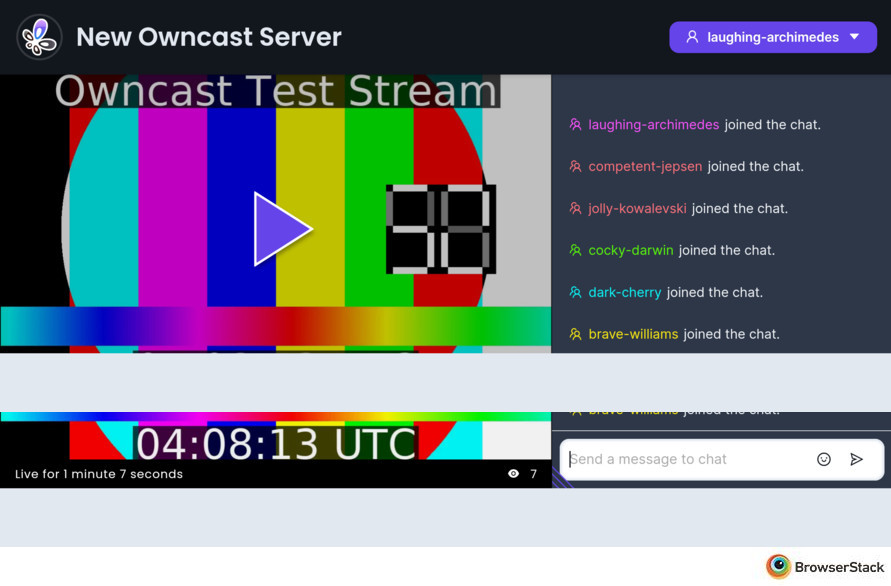 New Owncast Server
laughing-archimedes
Owncast Test Stream
laughing-archimedes joined the chat.
competent-jepsen joined the chat.
jolly-kowalevski joined the chat.
cocky-darwin joined the chat.
dark-cherry joined the chat.
brave-williams joined the chat.
brave-williams joined the chat.
04:08:13 UTC
Send a message to chat
Live for 1 minute 7 seconds
7
BrowserStack